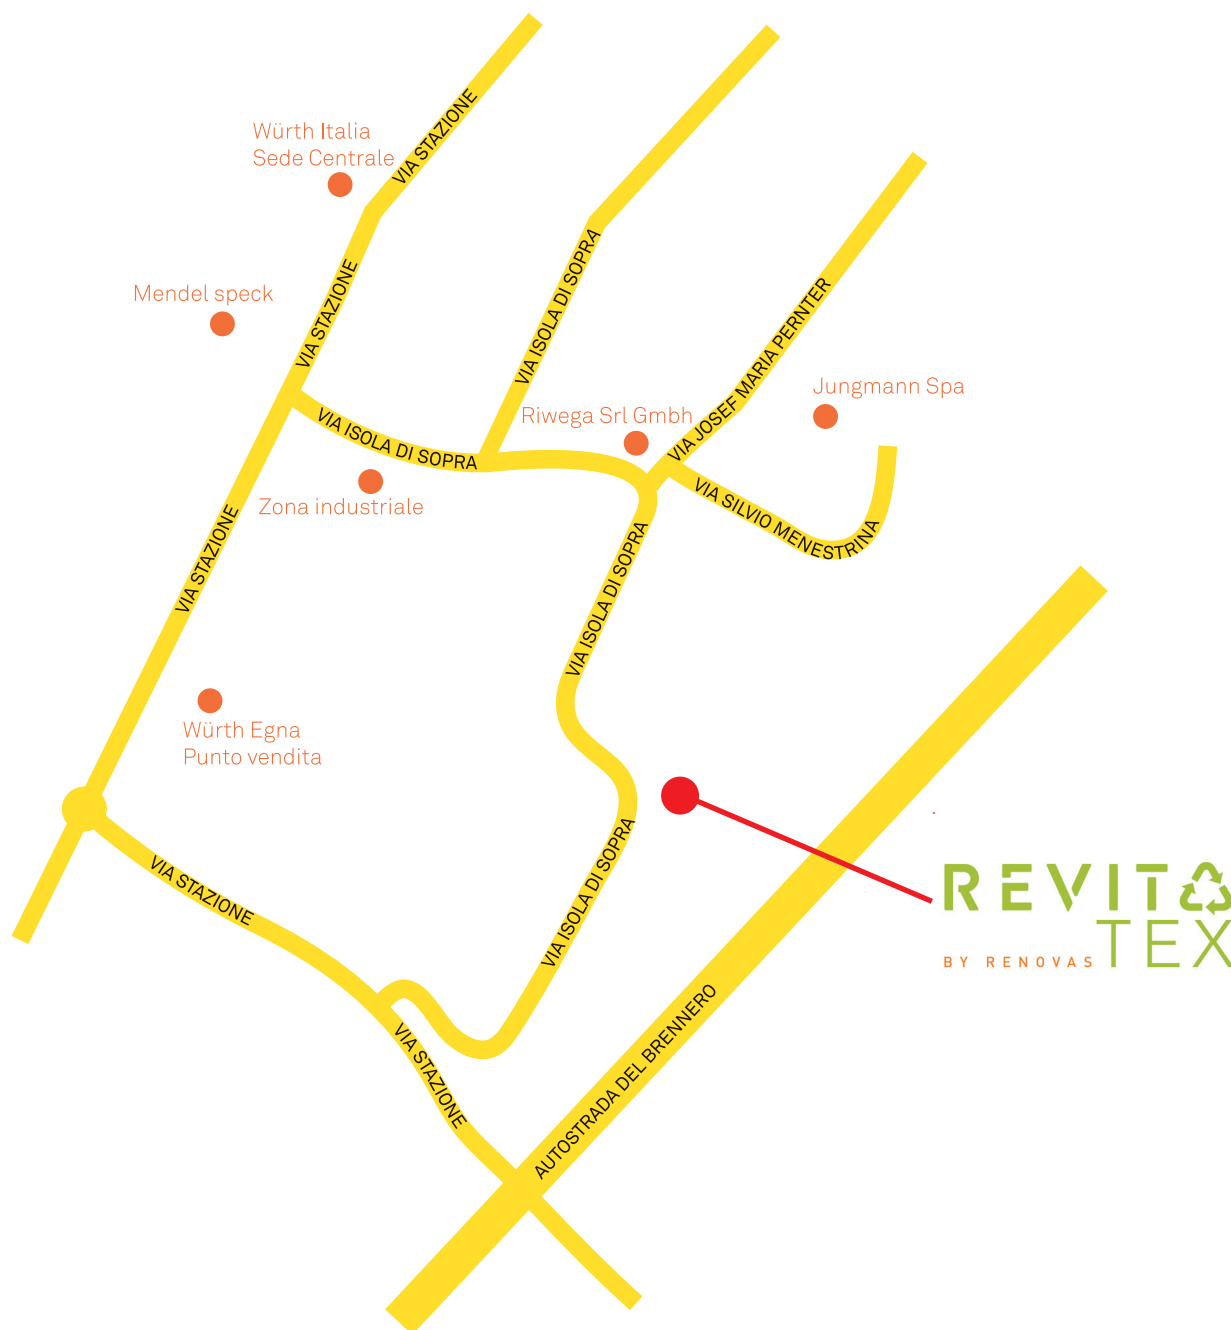 VIA STAZIONE
Würth Italia
Sede Centrale
VIA ISOLA DI SOPRA
VIA STAZIONE
Mendel speck
VIA JOSEF MARIA PERNTER
Jungmann Spa
Riwega Srl Gmbh
VIA ISOLA DI SOPRA
VIA SILVIO MENESTRINA
Zona industriale
VIA STAZIONE
VIA ISOLA DI SOPRA
Würth Egna
Punto vendita
VIA STAZIONE
VIA ISOLA DI SOPRA
REVITA
TEX
BY RENOVAS
VIA STAZIONE
AUTOSTRADA DEL BRENNERO